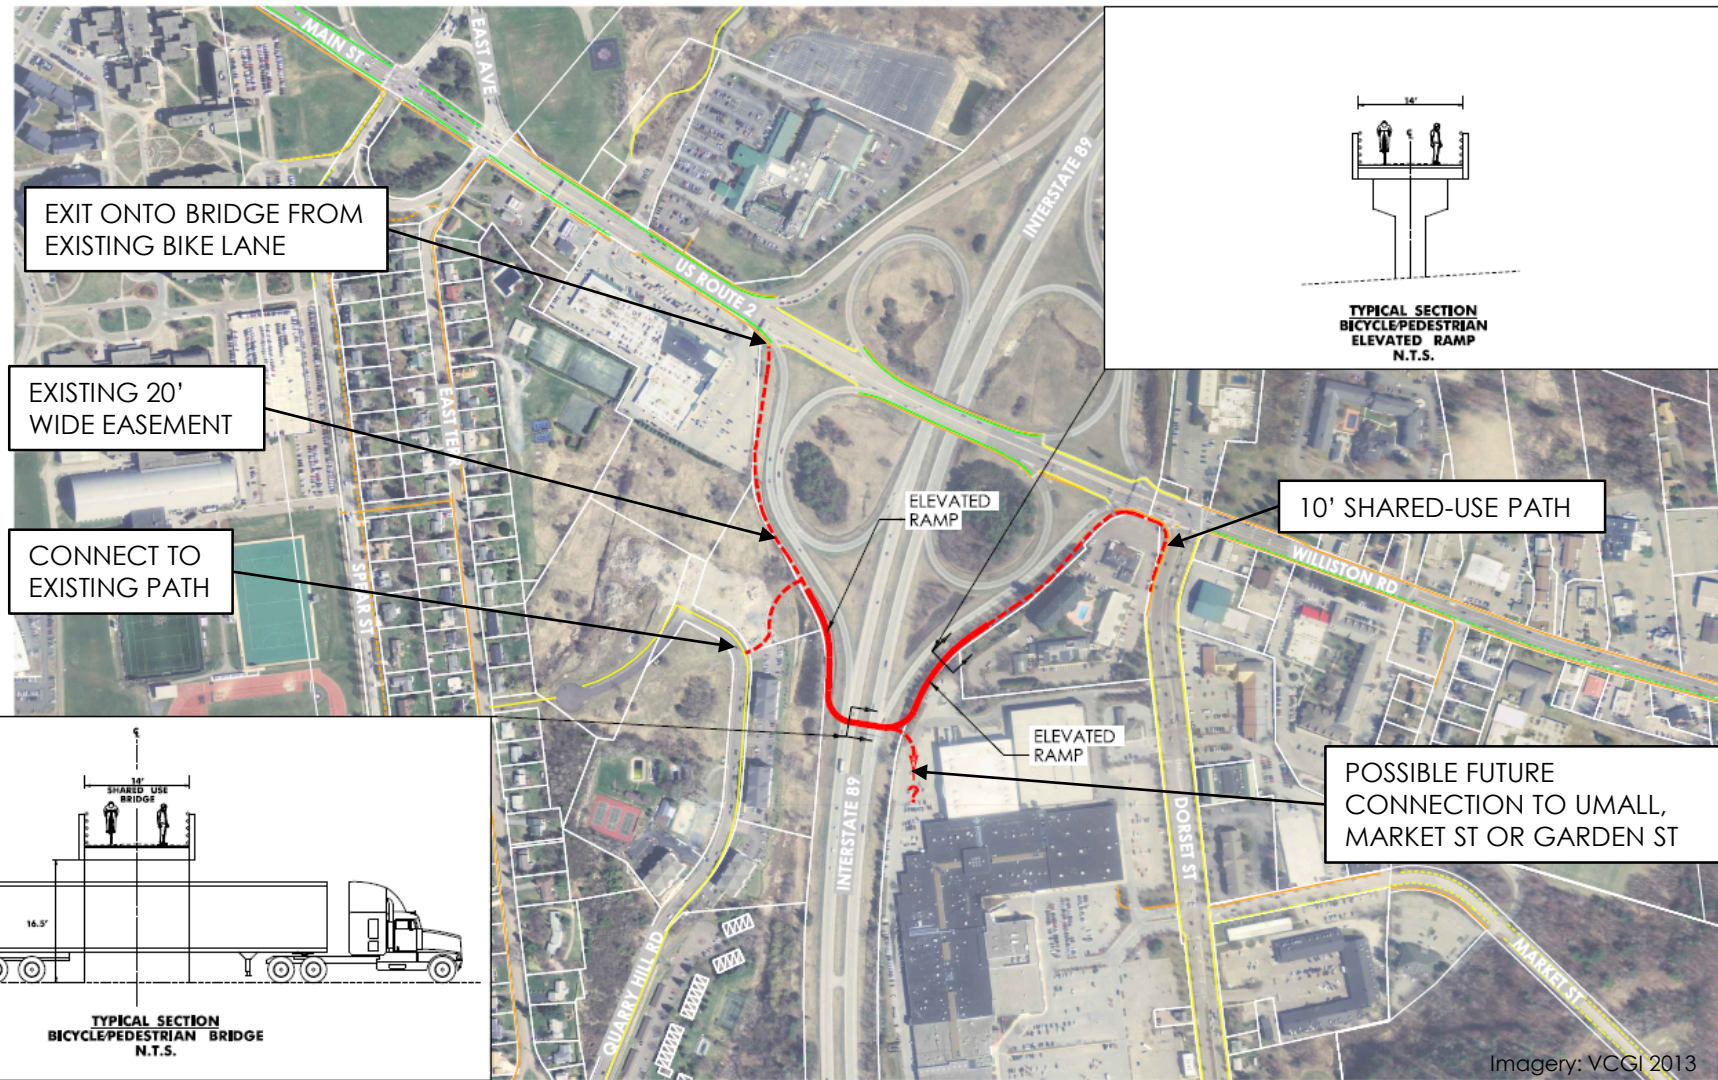 MAIN ST
EAST AVE
INTERSTATE 89
14'
TYPICAL SECTION
BICYCLE/PEDESTRIAN
ELEVATED RAMP
N.T.S.
EXIT ONTO BRIDGE FROM
EXISTING BIKE LANE
US ROUTE 2
EXISTING 20'
WIDE EASEMENT
EAST TE
ELEVATED
RAMP
10' SHARED-USE PATH
CONNECT TO
EXISTING PATH
SPEAR ST
WILLISTON RD
ELEVATED
RAMP
14'
SHARED USE
BRIDGE
16.5'
TYPICAL SECTION
BICYCLE/PEDESTRIAN BRIDGE
N.T.S.
?
INTERSTATE 89
DORSET ST
POSSIBLE FUTURE
CONNECTION TO UMALL,
MARKET ST OR GARDEN ST
QUARRY HILL RD
MARKET ST
Imagery: VCGI 2013